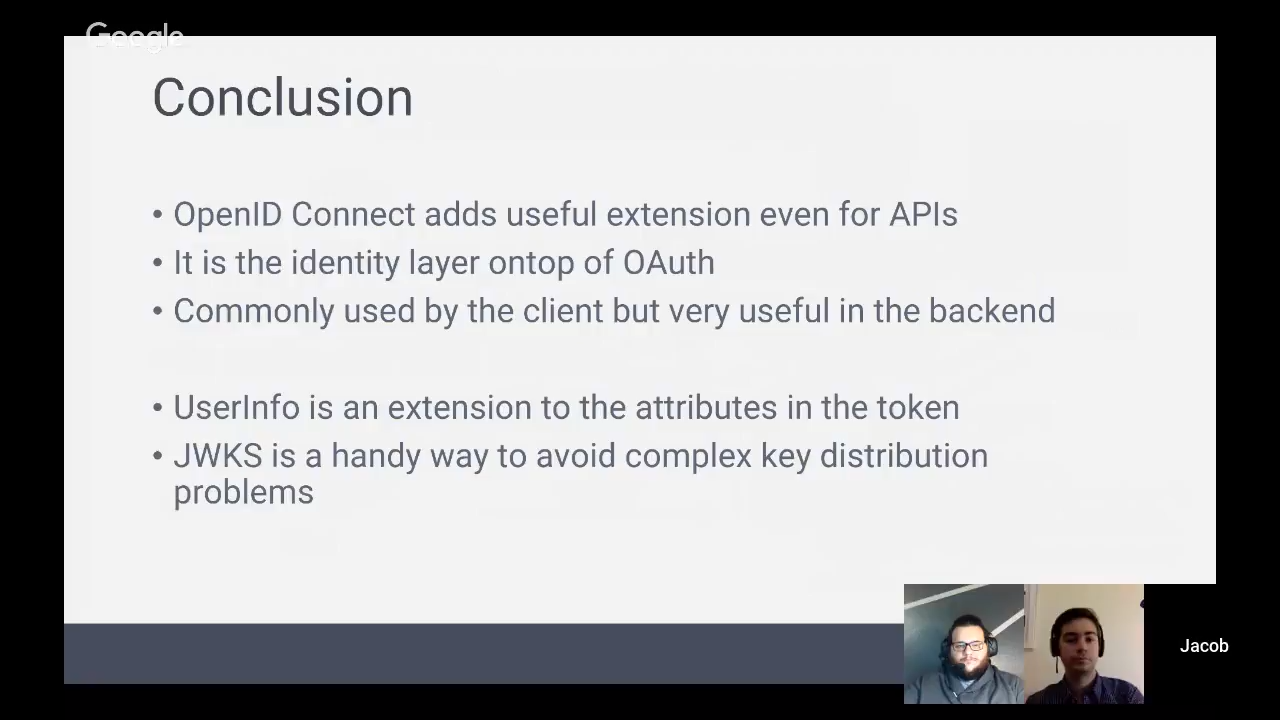 Google
Conclusion
• OpenID Connect adds useful extension even for APIs
• It is the identity layer ontop of OAuth
• Commonly used by the client but very useful in the backend
• UserInfo is an extension to the attributes in the token
• JWKS is a handy way to avoid complex key distribution
problems
Jacob